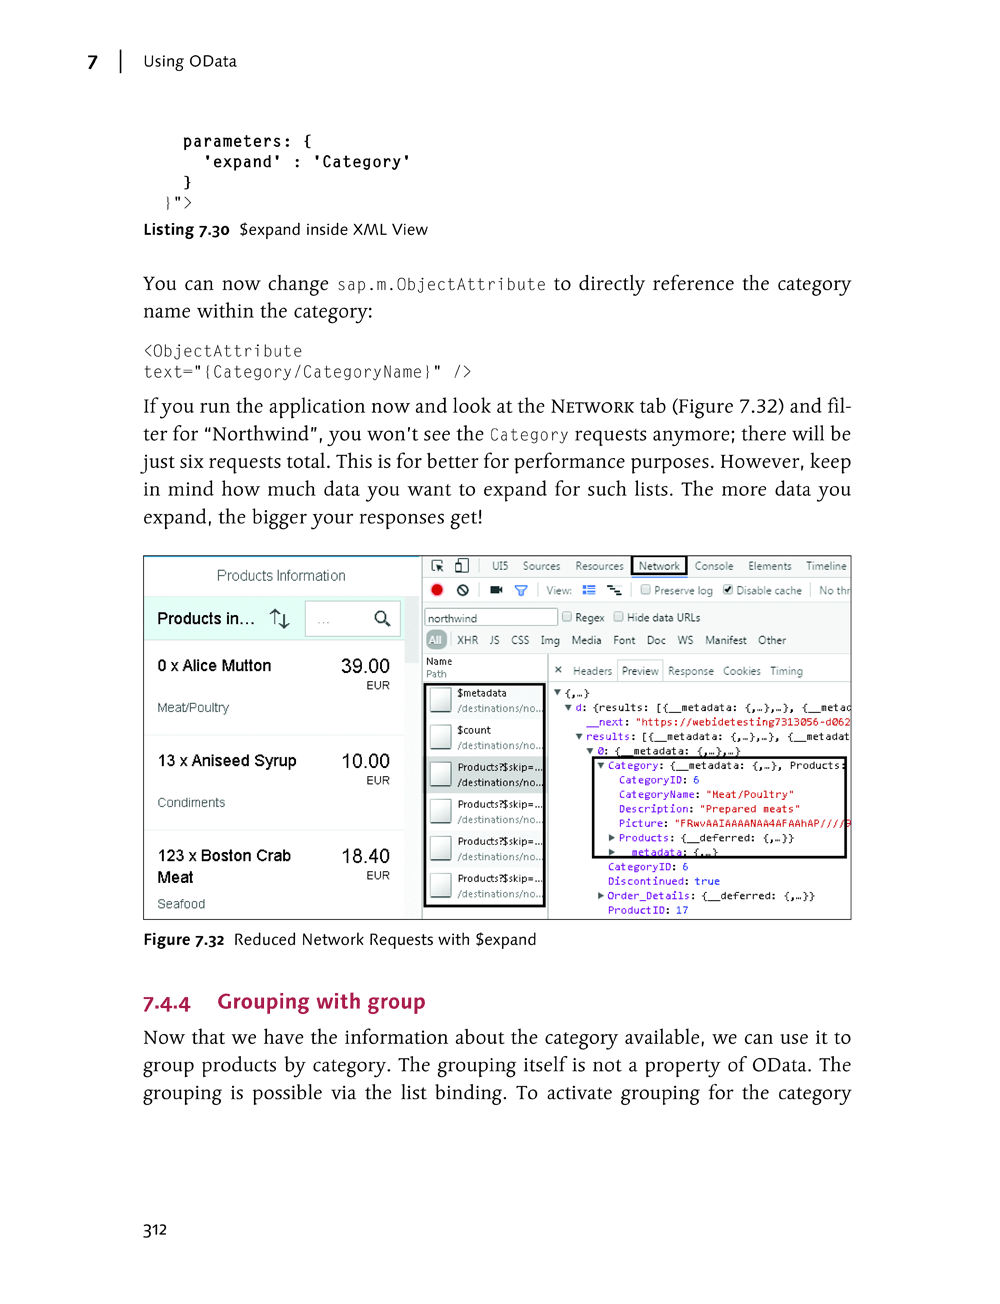 7 | Using OData
parameters: {
'expand' : 'Category'
}
}">
Listing 7.30 $expand inside XML View
You can now change sap.m.ObjectAttribute to directly reference the category
name within the category:
<ObjectAttribute
text="{Category/CategoryName}" />
If you run the application now and look at the NETWORK tab (Figure 7.32) and fil-
ter for “Northwind”, you won’t see the Category requests anymore; there will be
just six requests total. This is for better for performance purposes. However, keep
in mind how much data you want to expand for such lists. The more data you
expand, the bigger your responses get!
Products Information
Products in...
...
0 x Alice Mutton 39.00
EUR
Meat/Poultry
13 x Aniseed Syrup 10.00
EUR
Condiments
123 x Boston Crab 18.40
Meat EUR
Seafood
UI5 Sources Resources Network Console Elements Timeline
View: Preserve log Disable cache No thr
northwind Regex Hide data URLs
All XHR JS CSS Img Media Font Doc WS Manifest Other
Name
Path
× Headers Preview Response Cookies Timing
$metadata
/destinations/no...
$count
/destinations/no...
Products?$skip=...
/destinations/no...
Products?$skip=...
/destinations/no...
Products?$skip=...
/destinations/no...
Products?$skip=...
/destinations/no...
▼ {,…}
▼ d: {results: [{__metadata: {,…},…}, {__metad
__next: "https://webidetesting7313056-d062
▼ results: [{__metadata: {,…},…}, {__metadat
▼ 0: {__metadata: {,…},…}
▼ Category: {__metadata: {,…}, Products:
CategoryID: 6
CategoryName: "Meat/Poultry"
Description: "Prepared meats"
Picture: "FRwvAAIAAAANAA4AFAAhAP////9
▶ Products: {__deferred: {,…}}
▶ __metadata: {,…}
CategoryID: 6
Discontinued: true
▶ Order_Details: {__deferred: {,…}}
ProductID: 17
Figure 7.32 Reduced Network Requests with $expand
7.4.4 Grouping with group
Now that we have the information about the category available, we can use it to
group products by category. The grouping itself is not a property of OData. The
grouping is possible via the list binding. To activate grouping for the category
312